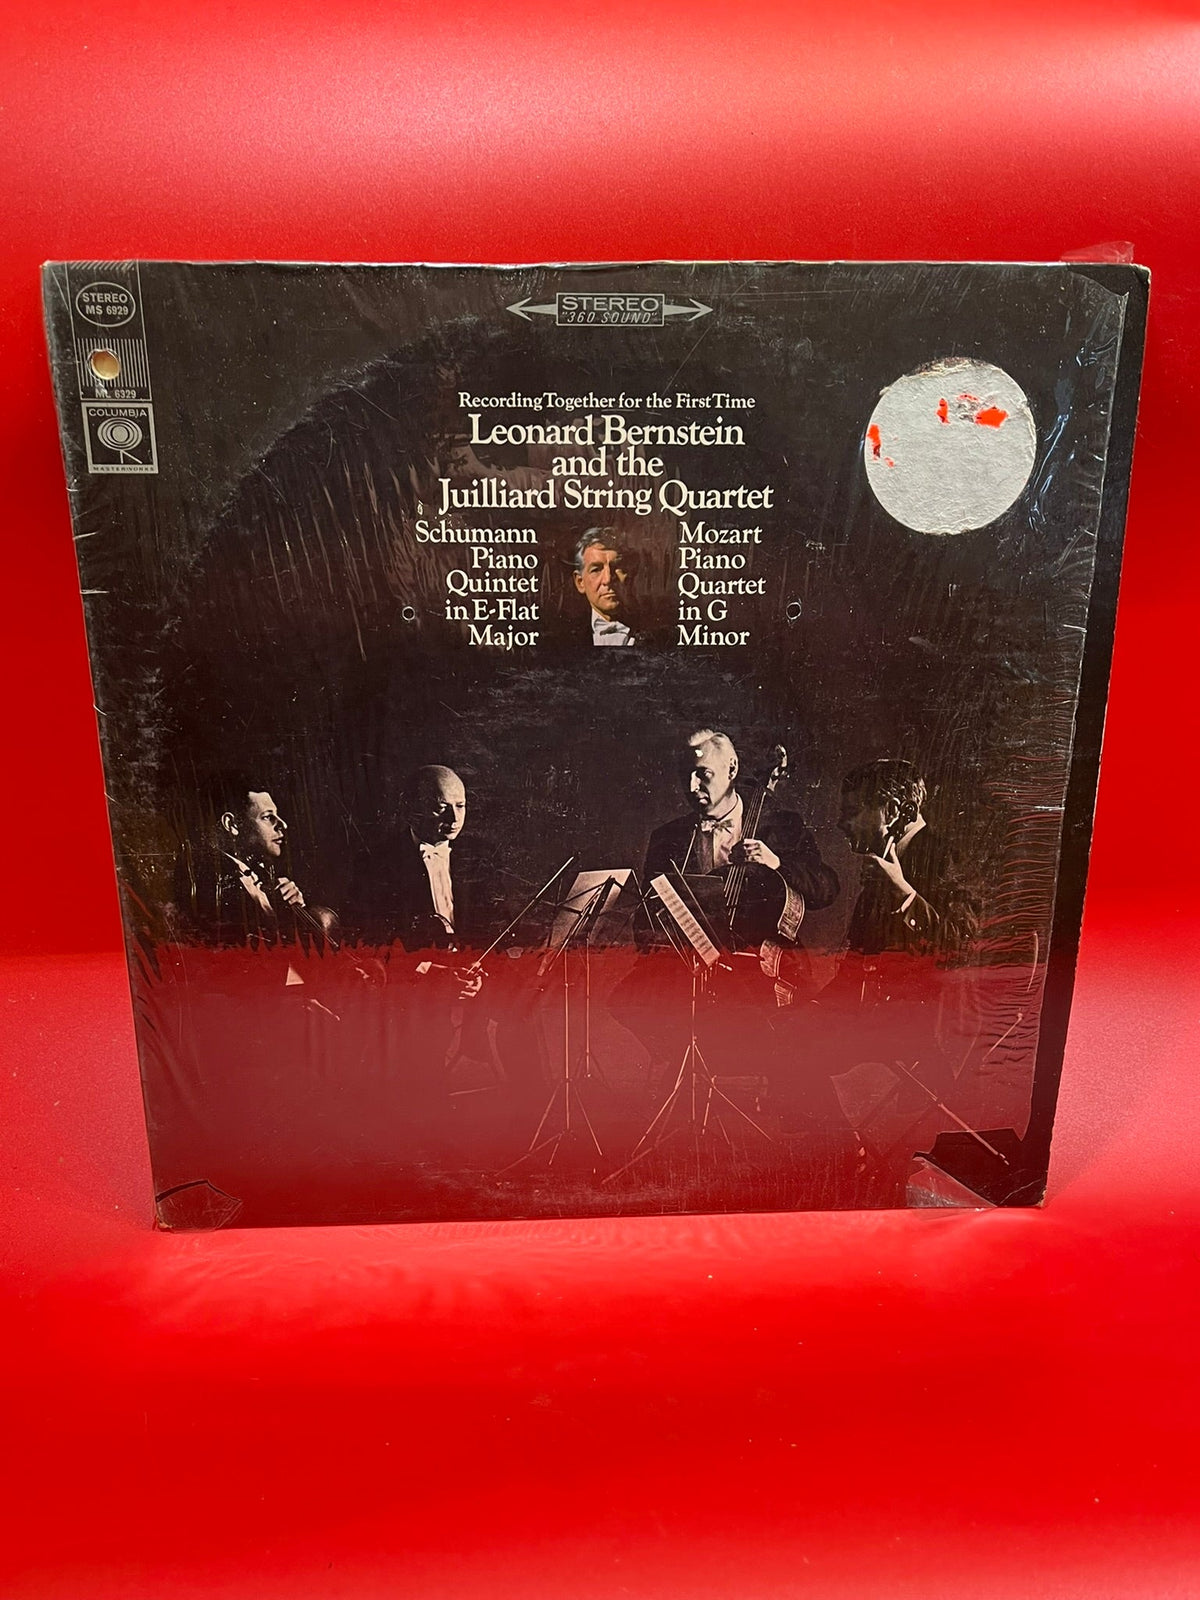 STEREO
MS 6929
ML 6329
COLUMBIA
MASTERWORKS
STEREO
"360 SOUND"
Recording Together for the First Time
Leonard Bernstein
and the
Juilliard String Quartet
Schumann
Piano
Quintet
in E-Flat
Major
Mozart
Piano
Quartet
in G
Minor